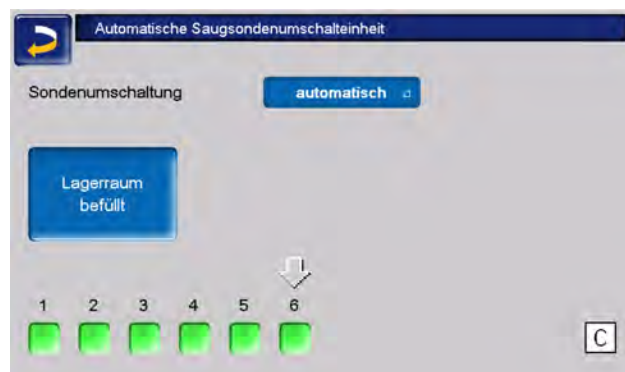 Automatische Saugsondenumschalteinheit
Sondenumschaltung
automatisch
Lagerraum
befüllt
1 2 3 4 5 6
C